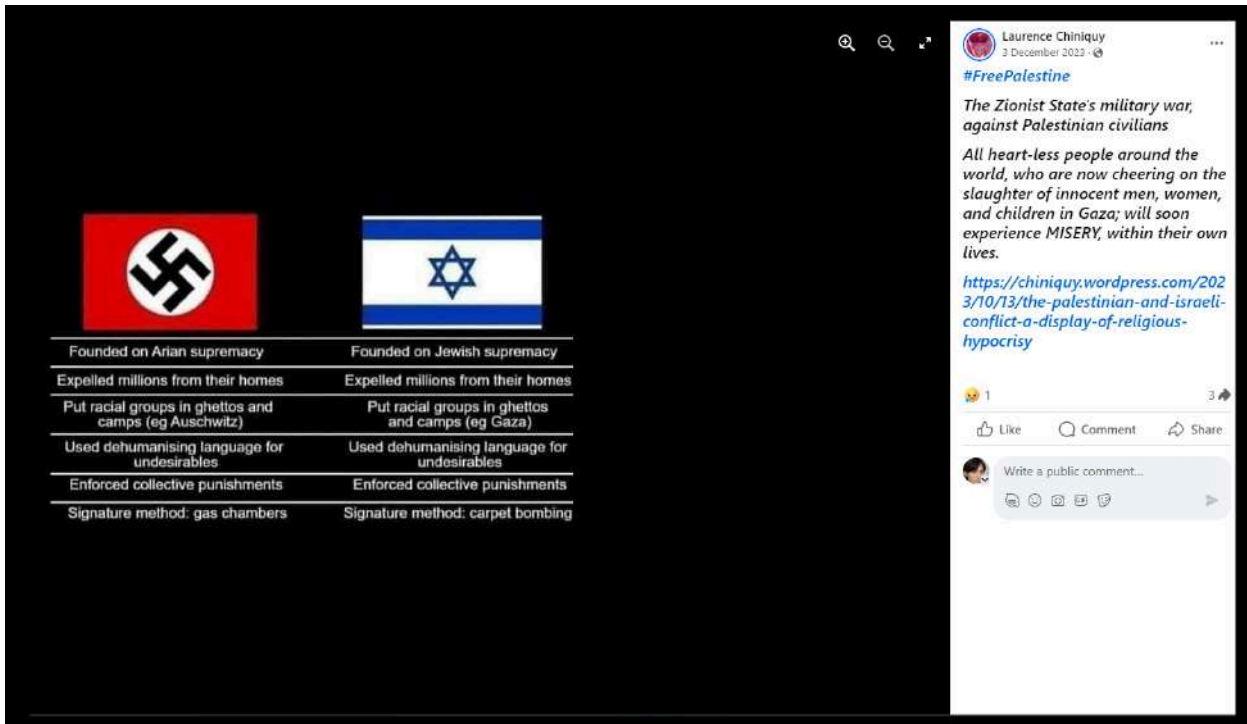 Laurence Chiniquy
3 December 2023
#FreePalestine
The Zionist State's military war,
against Palestinian civilians
All heart-less people around the
world, who are now cheering on the
slaughter of innocent men, women,
and children in Gaza; will soon
experience MISERY, within their own
lives.
https://chiniquy.wordpress.com/202
3/10/13/the-palestinian-and-israeli-
conflict-a-display-of-religious-
hypocrisy
1
3
Like Comment Share
Write a public comment...
Founded on Arian supremacy
Founded on Jewish supremacy
Expelled millions from their homes
Expelled millions from their homes
Put racial groups in ghettos and
camps (eg Auschwitz)
Put racial groups in ghettos
and camps (eg Gaza)
Used dehumanising language for
undesirables
Used dehumanising language for
undesirables
Enforced collective punishments
Enforced collective punishments
Signature method: gas chambers
Signature method: carpet bombing